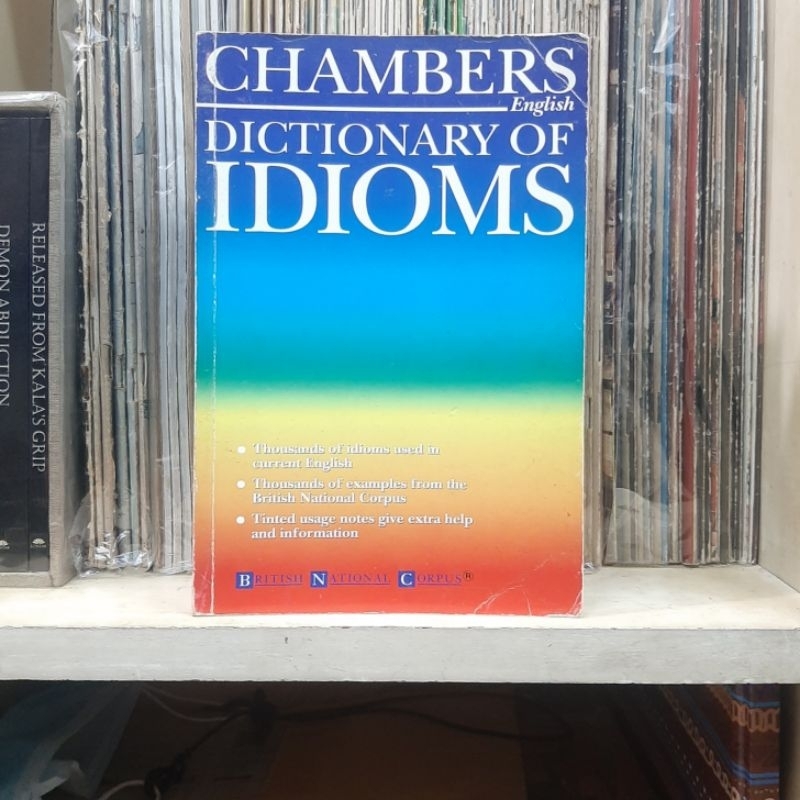 CHAMBERS
English
DICTIONARY OF
IDIOMS
Thousands of idioms used in
current English
Thousands of examples from the
British National Corpus
Tinted usage notes give extra help
and information
BRITISH NATIONAL CORPUS®
RELEASED FROM KALA'S GRIP
DEMON ABDUCTION